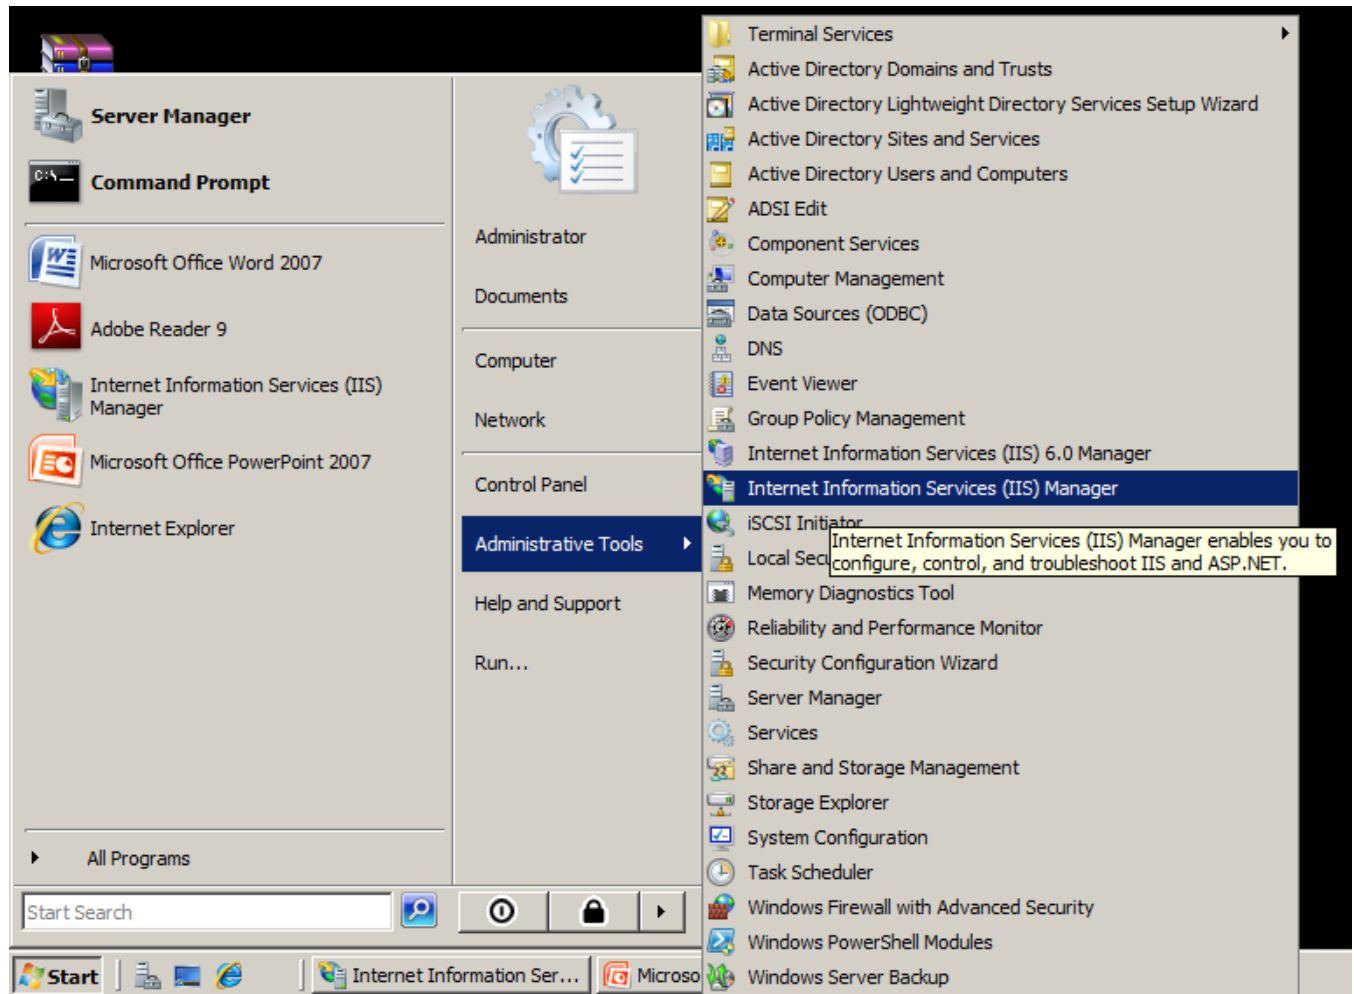 Server Manager
C:\
Command Prompt
Microsoft Office Word 2007
Adobe Reader 9
Internet Information Services (IIS)
Manager
Microsoft Office PowerPoint 2007
Internet Explorer
All Programs
Start Search
Administrator
Documents
Computer
Network
Control Panel
Administrative Tools
Help and Support
Run...
Terminal Services
Active Directory Domains and Trusts
Active Directory Lightweight Directory Services Setup Wizard
Active Directory Sites and Services
Active Directory Users and Computers
ADSI Edit
Component Services
Computer Management
Data Sources (ODBC)
DNS
Event Viewer
Group Policy Management
Internet Information Services (IIS) 6.0 Manager
Internet Information Services (IIS) Manager
iSCSI Initiator
Internet Information Services (IIS) Manager enables you to
configure, control, and troubleshoot IIS and ASP.NET.
Local Secu
Memory Diagnostics Tool
Reliability and Performance Monitor
Security Configuration Wizard
Server Manager
Services
Share and Storage Management
Storage Explorer
System Configuration
Task Scheduler
Windows Firewall with Advanced Security
Windows PowerShell Modules
Windows Server Backup
Start
Internet Information Ser...
Microso